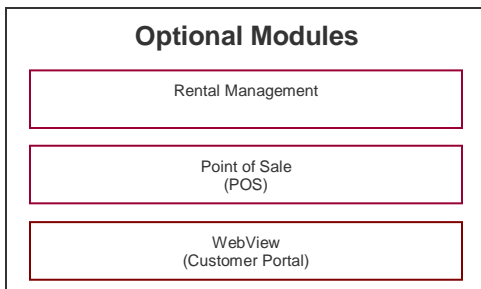 Optional Modules
Rental Management
Point of Sale
(POS)
WebView
(Customer Portal)